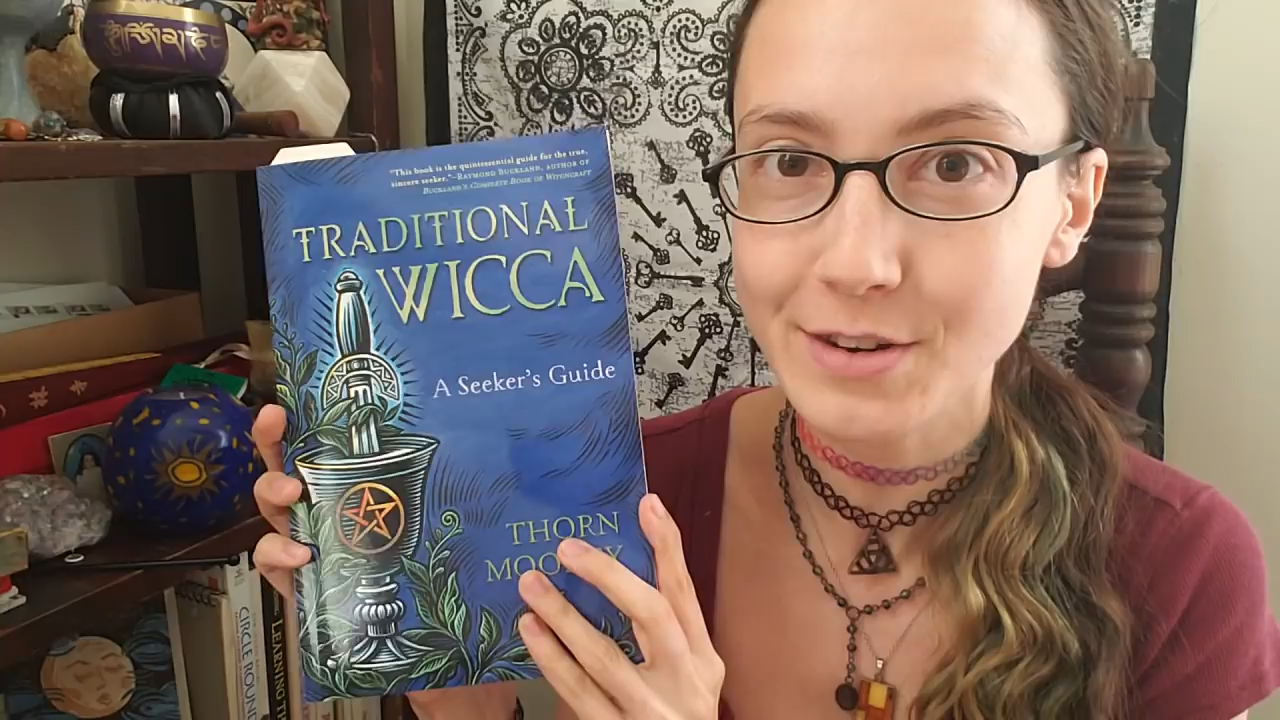 "This book is the quintessential guide for the true,
sincere seeker."—Raymond Buckland, author of
Buckland's Complete Book of Witchcraft
TRADITIONAL
WICCA
A Seeker's Guide
THORN
CIRCLE ROUND
LEARNING